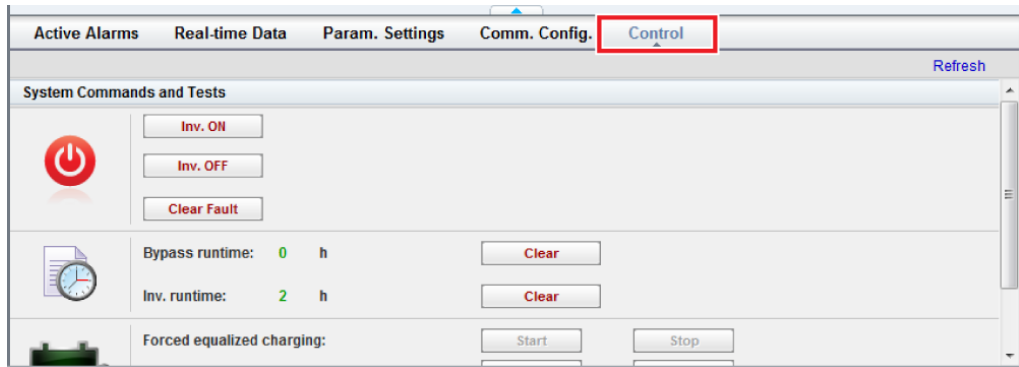 Active Alarms Real-time Data Param. Settings Comm. Config. Control
Refresh
System Commands and Tests
Inv. ON
Inv. OFF
Clear Fault
Bypass runtime: 0 h Clear
Inv. runtime: 2 h Clear
Forced equalized charging: Start Stop